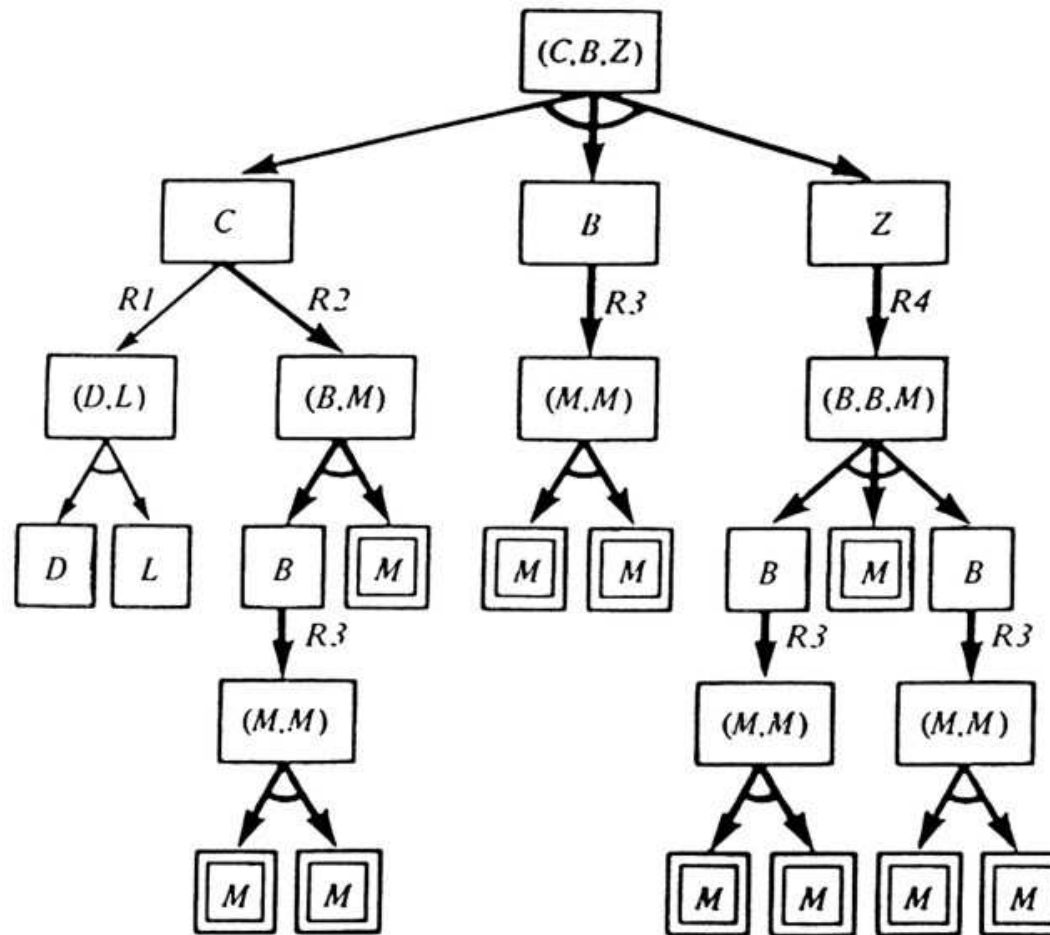 (C,B,Z)
C B Z
R1 R2 R3 R4
(D,L) (B,M) (M,M) (B,B,M)
D L B M M M B M B
R3 R3 R3
(M,M) (M,M) (M,M)
M M M M M M